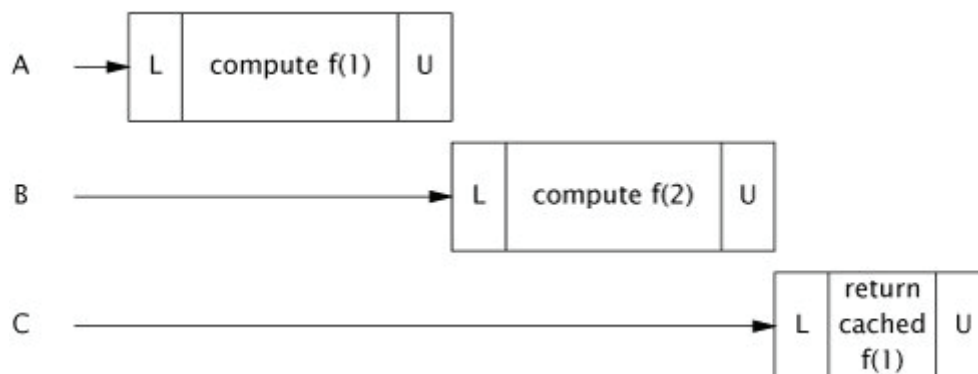 A
L
compute f(1)
U
B
L
compute f(2)
U
C
L
return
cached
f(1)
U